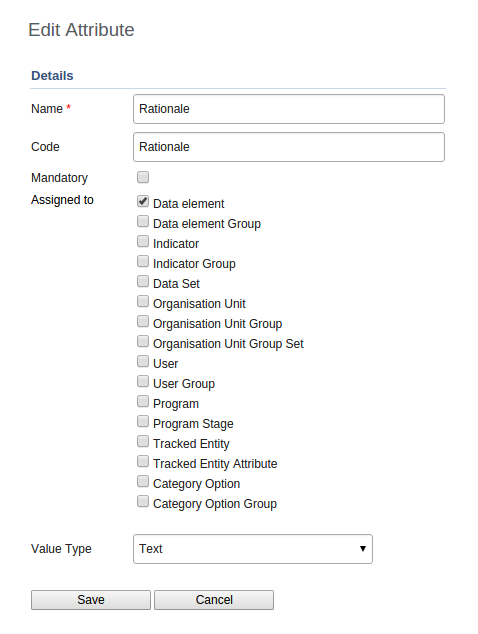 Edit Attribute
Details
Name * Rationale
Code Rationale
Mandatory
Assigned to Data element
Data element Group
Indicator
Indicator Group
Data Set
Organisation Unit
Organisation Unit Group
Organisation Unit Group Set
User
User Group
Program
Program Stage
Tracked Entity
Tracked Entity Attribute
Category Option
Category Option Group
Value Type Text
Save Cancel